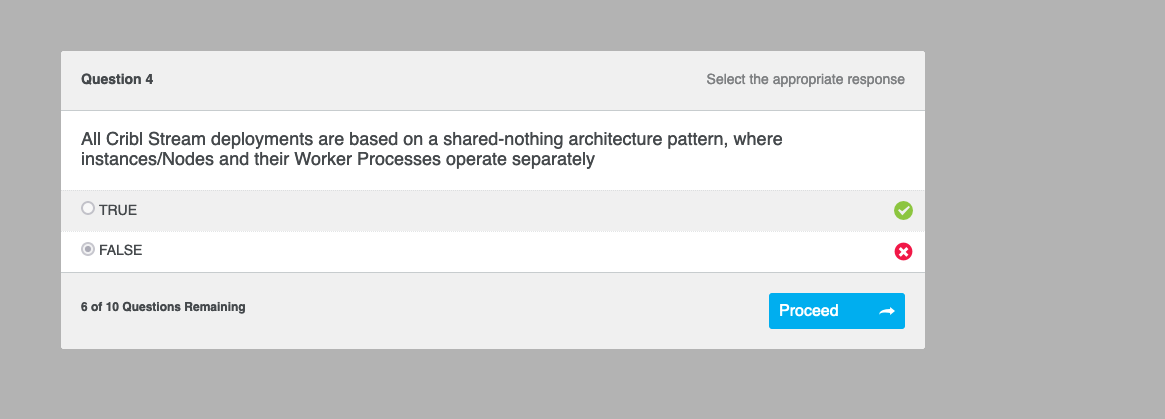 Question 4
Select the appropriate response
All Cribl Stream deployments are based on a shared-nothing architecture pattern, where
instances/Nodes and their Worker Processes operate separately
TRUE
FALSE
6 of 10 Questions Remaining
Proceed